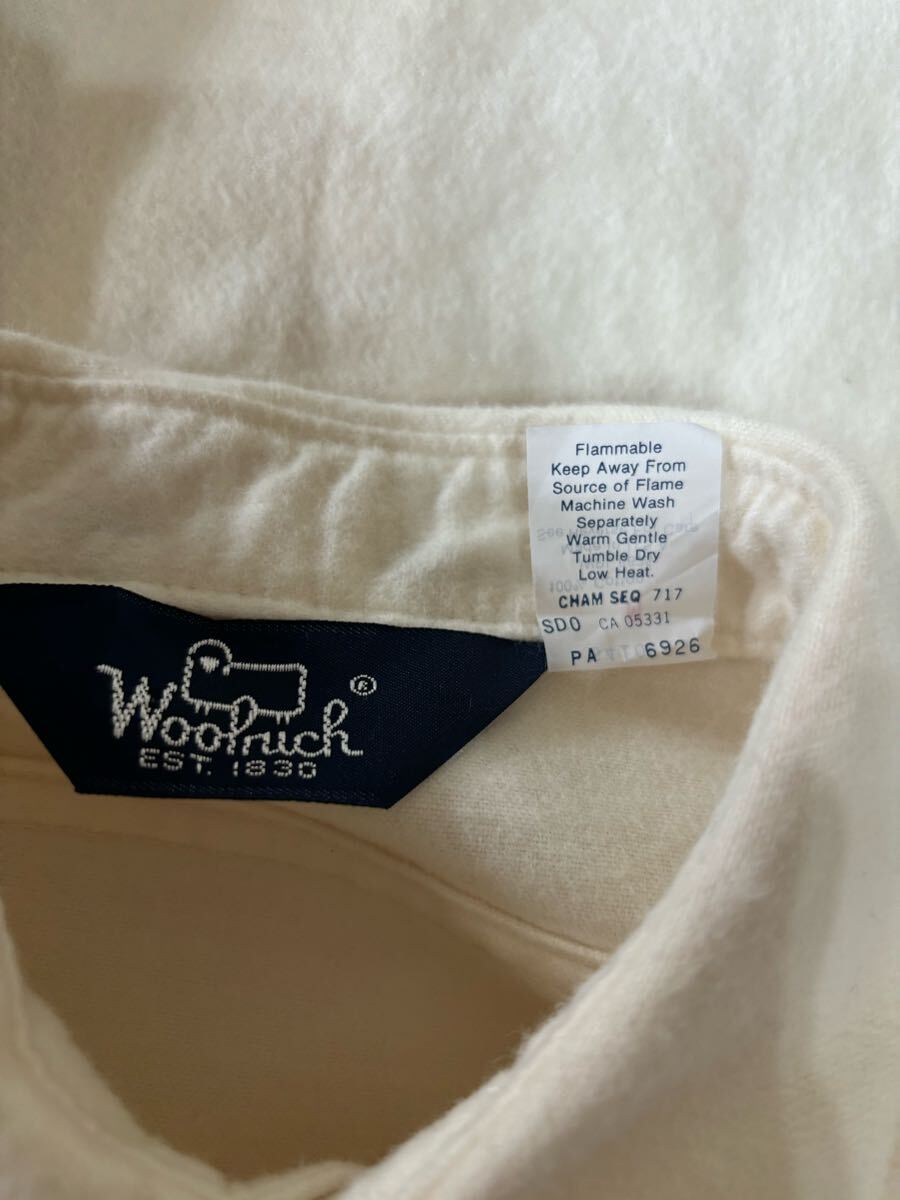 Flammable
Keep Away From
Source of Flame
Machine Wash
Separately
Warm Gentle
Tumble Dry
Low Heat.
CHAM SEQ 717
SDO CA 05331
PA 6926
Woolrich ®
EST. 1830